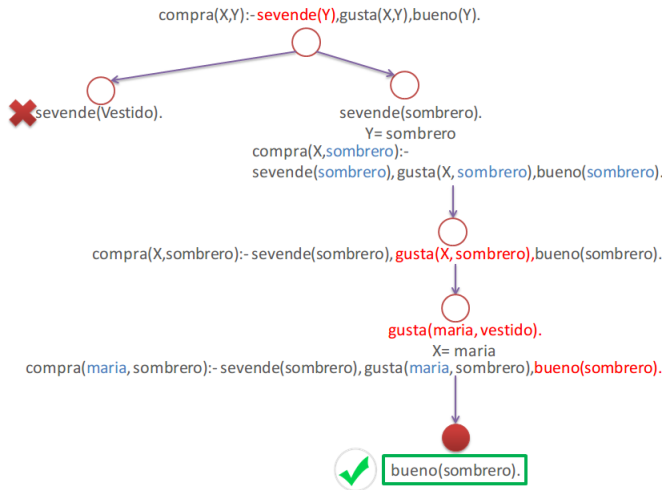 compra(X,Y):-sevende(Y),gusta(X,Y),bueno(Y).
sevende(Vestido).
sevende(sombrero).
Y= sombrero
compra(X,sombrero):-
sevende(sombrero), gusta(X, sombrero),bueno(sombrero).
compra(X,sombrero):- sevende(sombrero), gusta(X, sombrero),bueno(sombrero).
gusta(maria, vestido).
X= maria
compra(maria, sombrero):- sevende(sombrero), gusta(maria, sombrero),bueno(sombrero).
bueno(sombrero).